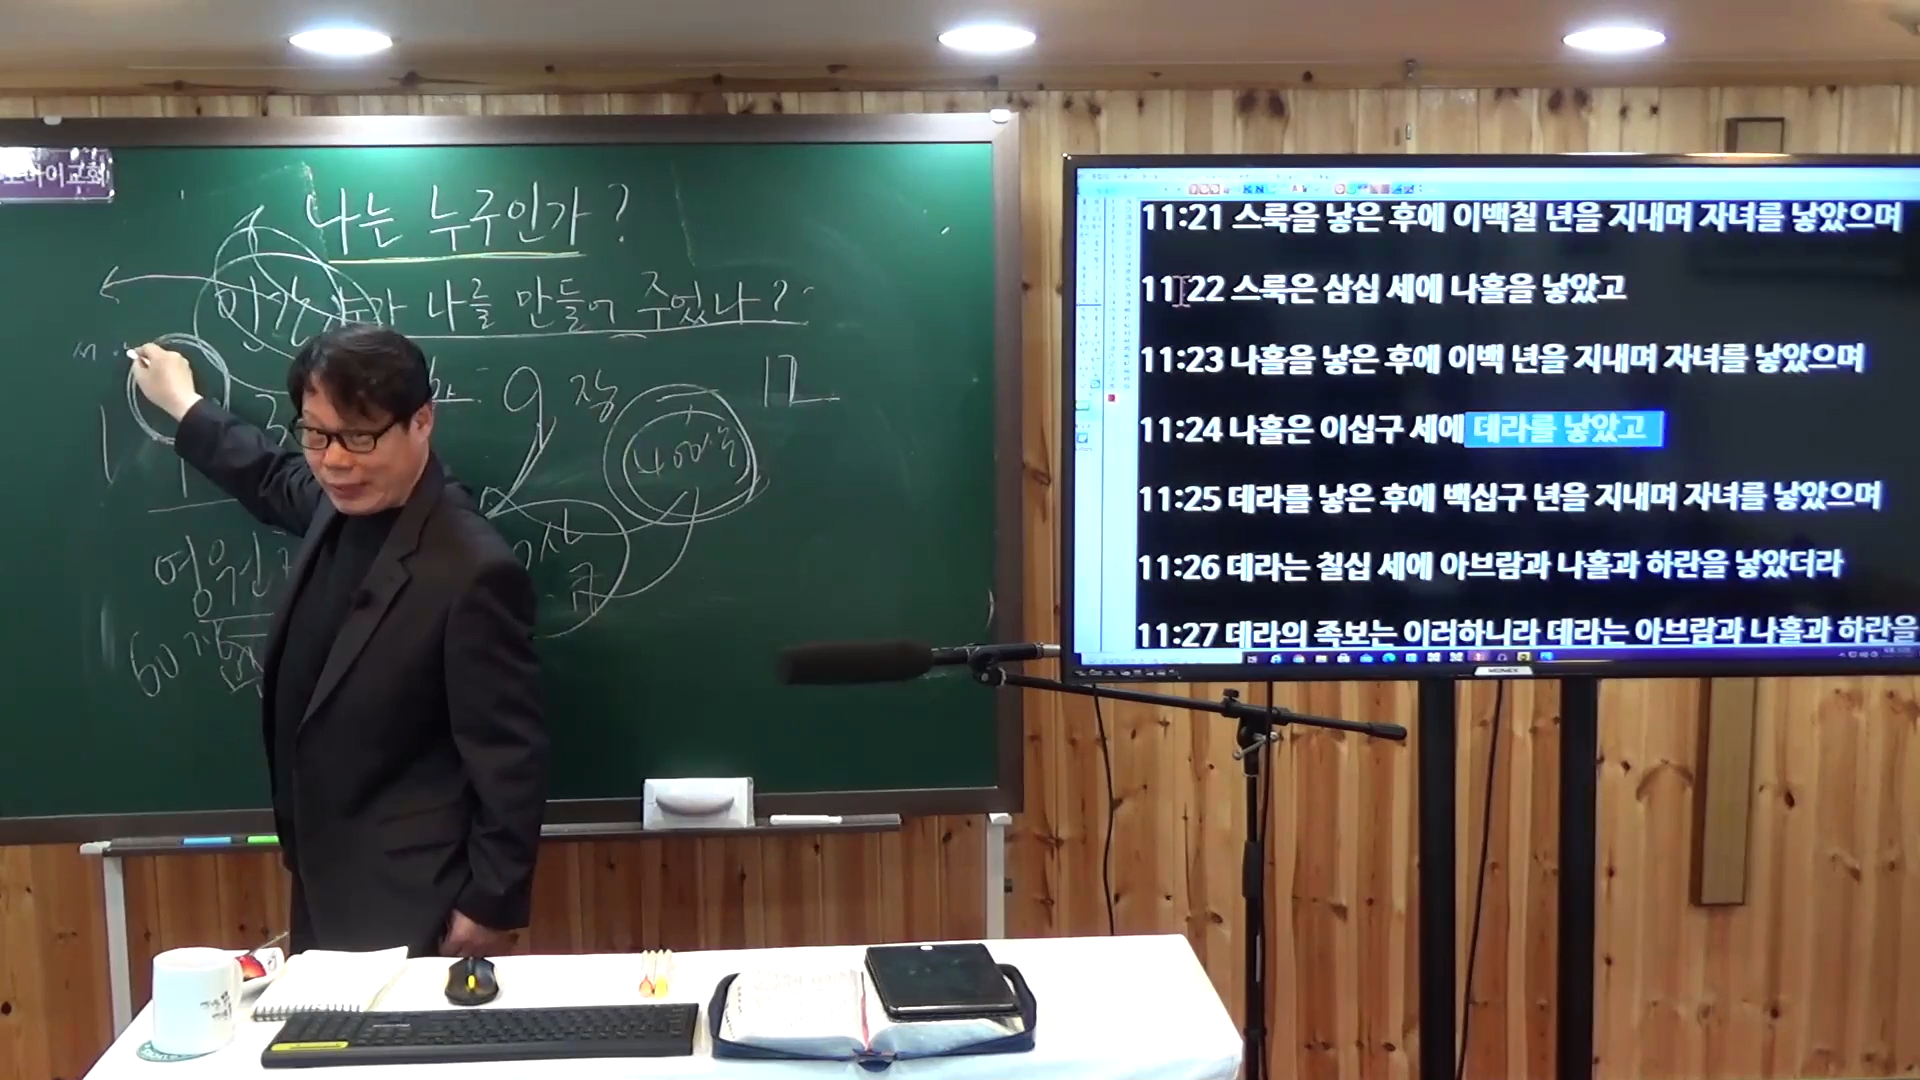 나는 누구인가?
나를 만들어 주었나?
9장
12
400년
60
11:21 스룩을 낳은 후에 이백칠 년을 지내며 자녀를 낳았으며
11:22 스룩은 삼십 세에 나홀을 낳았고
11:23 나홀을 낳은 후에 이백 년을 지내며 자녀를 낳았으며
11:24 나홀은 이십구 세에 데라를 낳았고
11:25 데라를 낳은 후에 백십구 년을 지내며 자녀를 낳았으며
11:26 데라는 칠십 세에 아브람과 나홀과 하란을 낳았더라
11:27 데라의 족보는 이러하니라 데라는 아브람과 나홀과 하란을